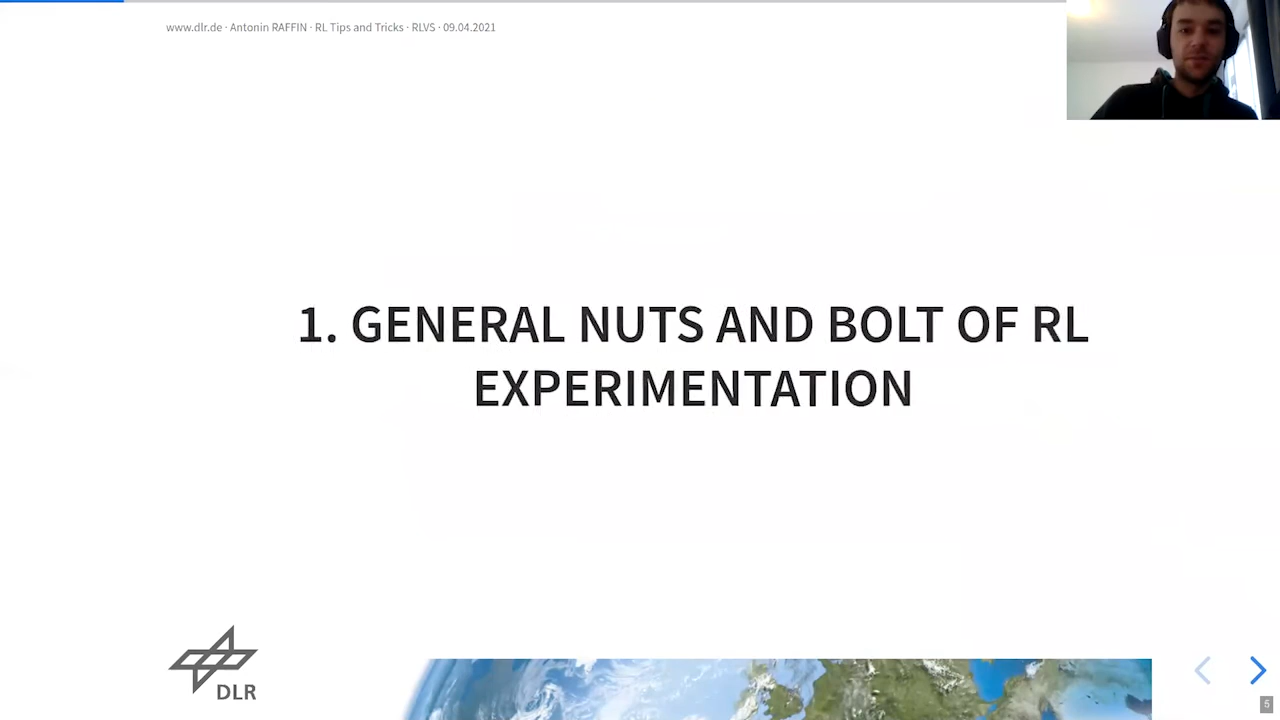 www.dlr.de · Antonin RAFFIN · RL Tips and Tricks · RLVS · 09.04.2021
1. GENERAL NUTS AND BOLT OF RL
EXPERIMENTATION
DLR
5